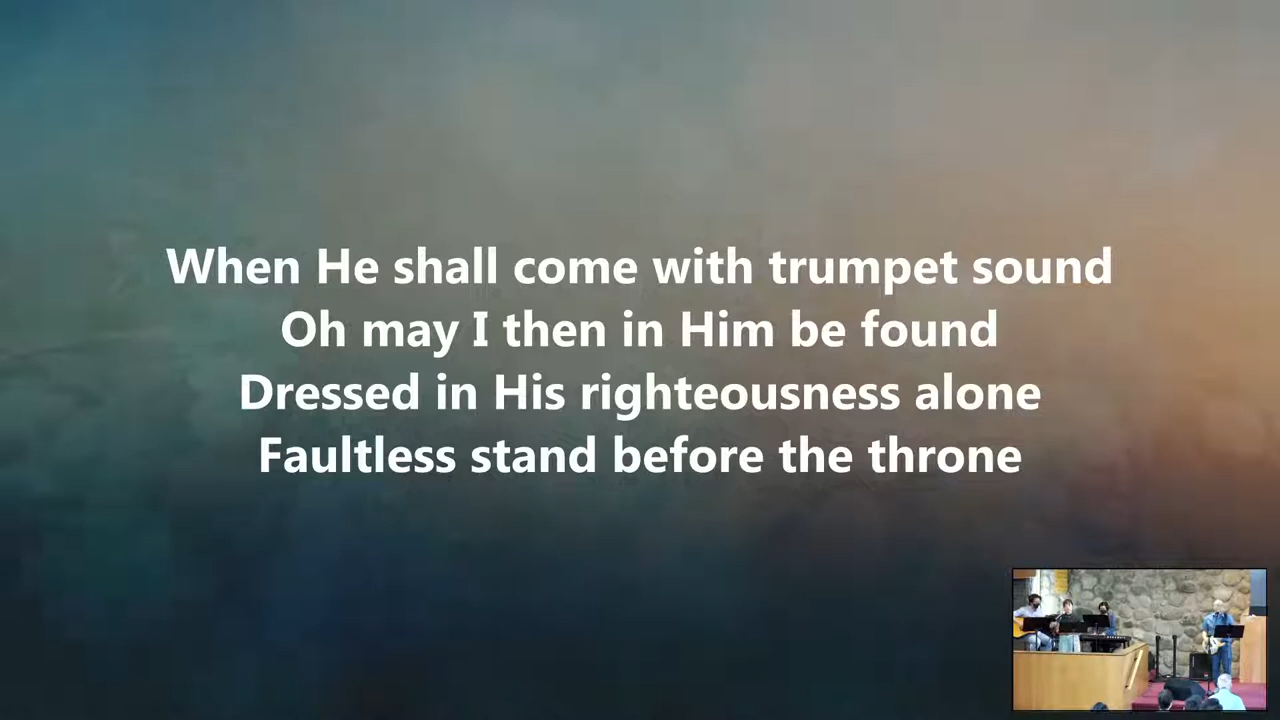 When He shall come with trumpet sound
Oh may I then in Him be found
Dressed in His righteousness alone
Faultless stand before the throne